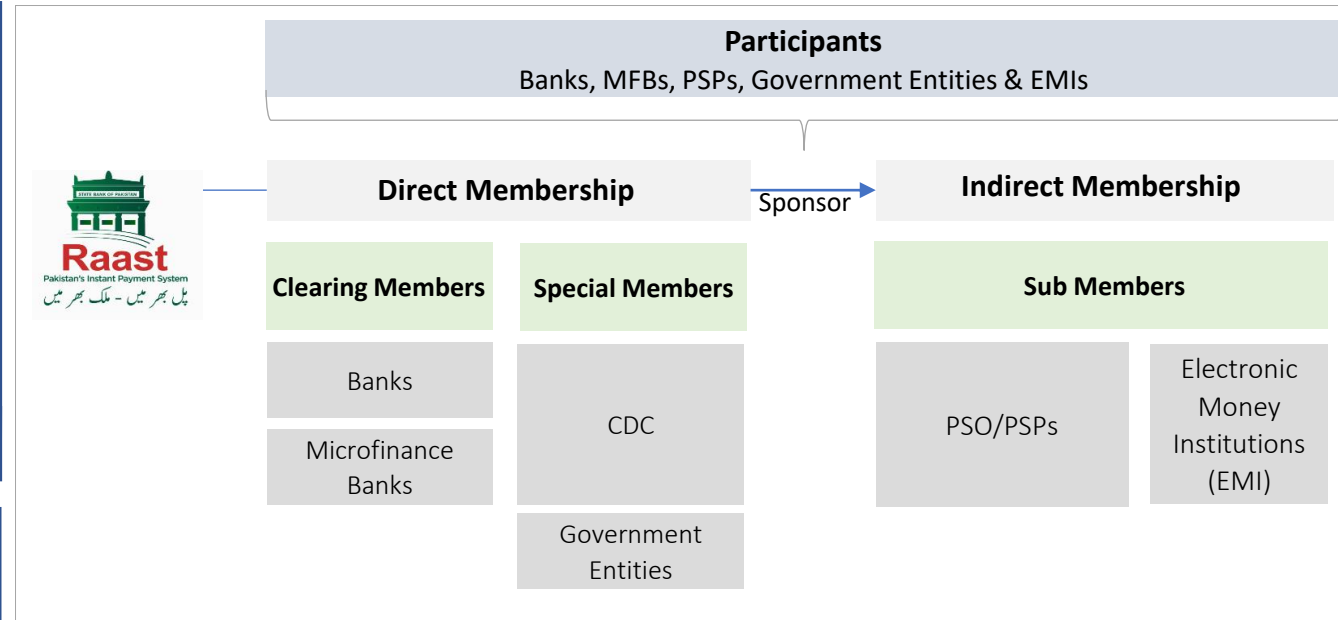 Participants
Banks, MFBs, PSPs, Government Entities & EMIs
STATE BANK OF PAKISTAN
Raast
Pakistan's Instant Payment System
پل بھر میں - ملک بھر میں
Direct Membership
Sponsor
Indirect Membership
Clearing Members
Special Members
Sub Members
Banks
Microfinance
Banks
CDC
Government
Entities
PSO/PSPs
Electronic
Money
Institutions
(EMI)